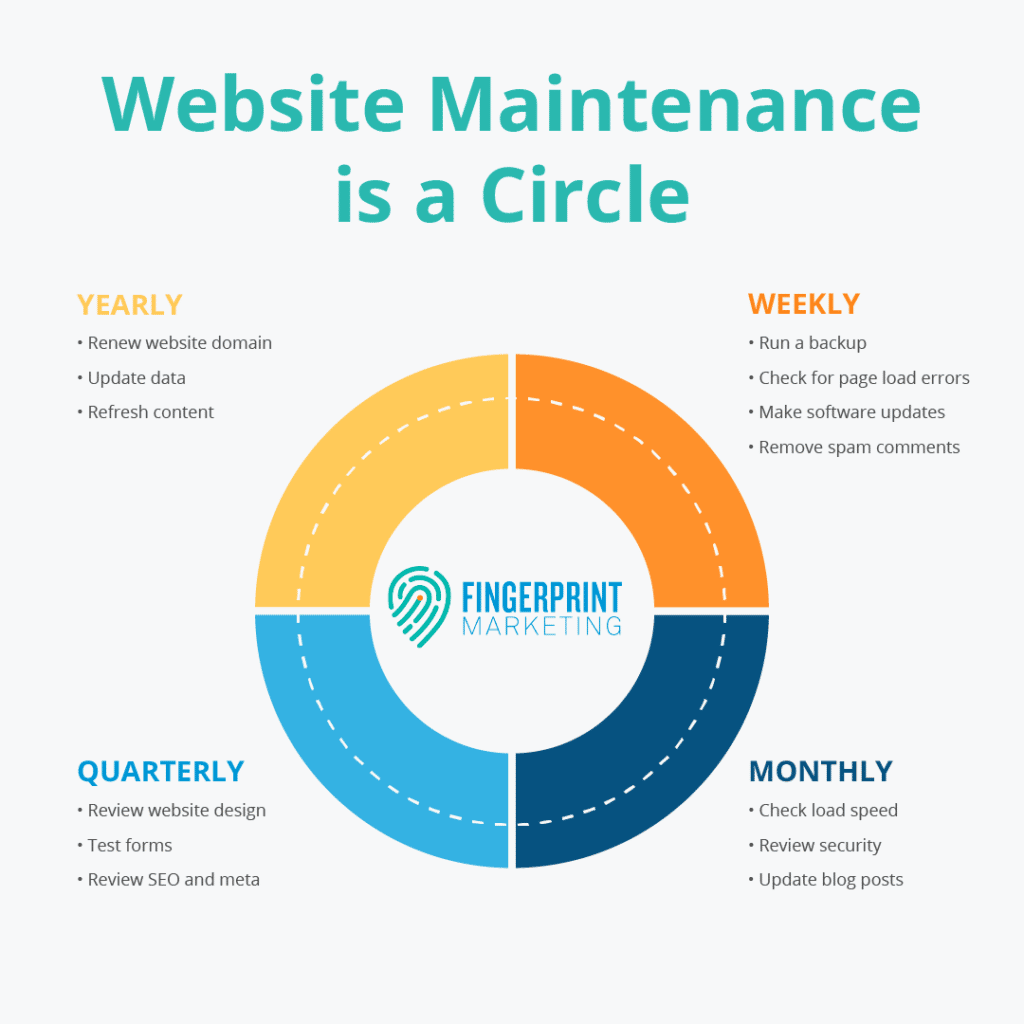 Website Maintenance
is a Circle
YEARLY
• Renew website domain
• Update data
• Refresh content
WEEKLY
• Run a backup
• Check for page load errors
• Make software updates
• Remove spam comments
FINGERPRINT
MARKETING
QUARTERLY
• Review website design
• Test forms
• Review SEO and meta
MONTHLY
• Check load speed
• Review security
• Update blog posts